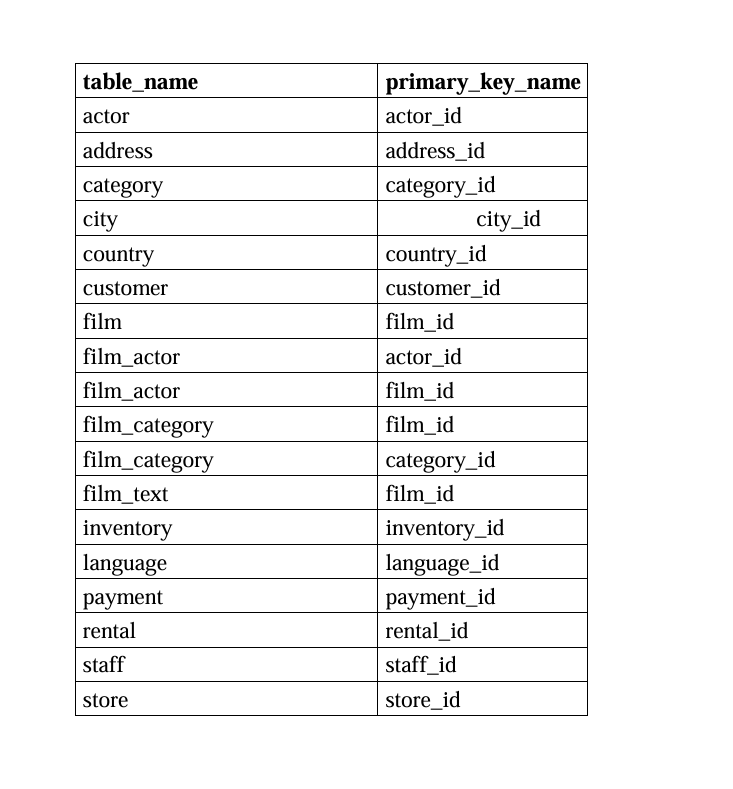 table_name primary_key_name
actor actor_id
address address_id
category category_id
city city_id
country country_id
customer customer_id
film film_id
film_actor actor_id
film_actor film_id
film_category film_id
film_category category_id
film_text film_id
inventory inventory_id
language language_id
payment payment_id
rental rental_id
staff staff_id
store store_id